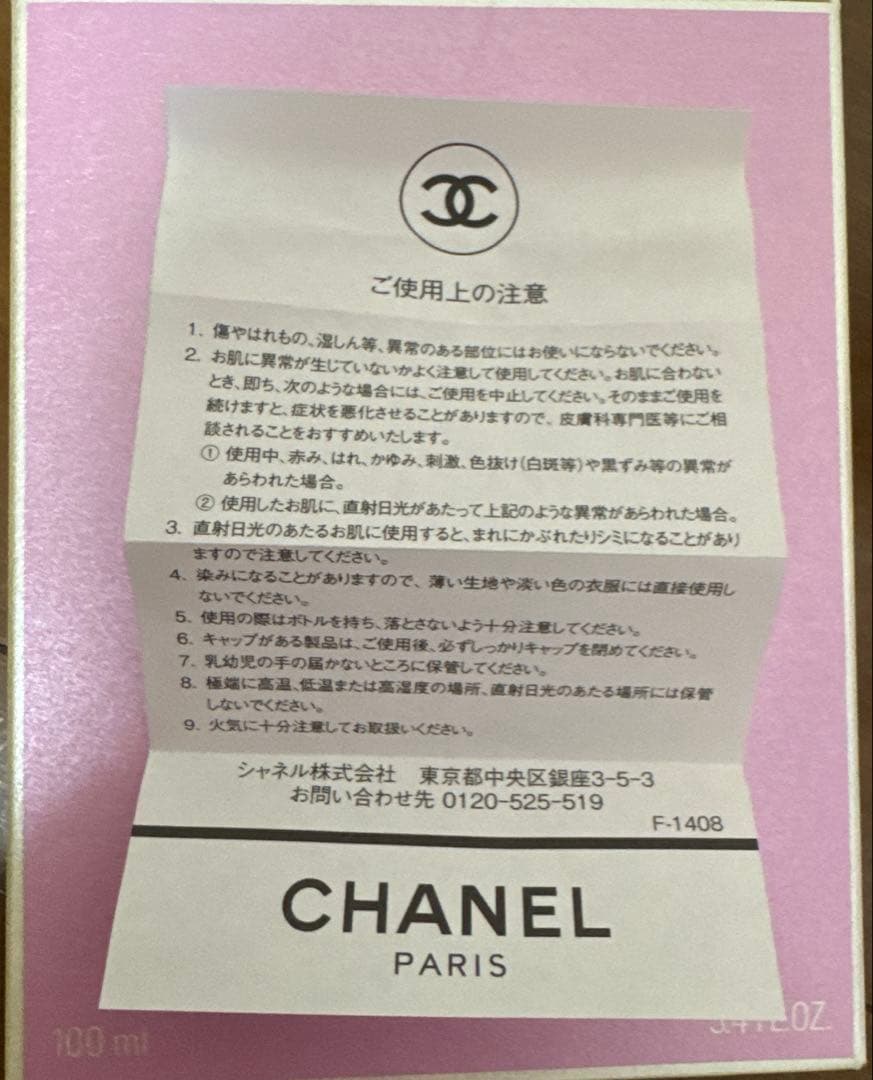 ご使用上の注意
1. 傷やはれもの、湿しん等、異常のある部位にはお使いにならないでください。
2. お肌に異常が生じていないかよく注意して使用してください。お肌に合わない
とき、即ち、次のような場合には、ご使用を中止してください。そのままご使用を
続けますと、症状を悪化させることがありますので、皮膚科専門医等にご相
談されることをおすすめいたします。
① 使用中、赤み、はれ、かゆみ、刺激、色抜け(白斑等)や黒ずみ等の異常が
あらわれた場合。
② 使用したお肌に、直射日光があたって上記のような異常があらわれた場合。
3. 直射日光のあたるお肌に使用すると、まれにかぶれたりシミになることがあり
ますので注意してください。
4. 染みになることがありますので、薄い生地や淡い色の衣服には直接使用し
ないでください。
5. 使用の際はボトルを持ち、落とさないよう十分注意してください。
6. キャップがある製品は、ご使用後、必ずしっかりキャップを閉めてください。
7. 乳幼児の手の届かないところに保管してください。
8. 極端に高温、低温または高湿度の場所、直射日光のあたる場所には保管
しないでください。
9. 火気に十分注意してお取扱いください。
シャネル株式会社 東京都中央区銀座3-5-3
お問い合わせ先 0120-525-519
F-1408
CHANEL
PARIS
100 ml
OZ.